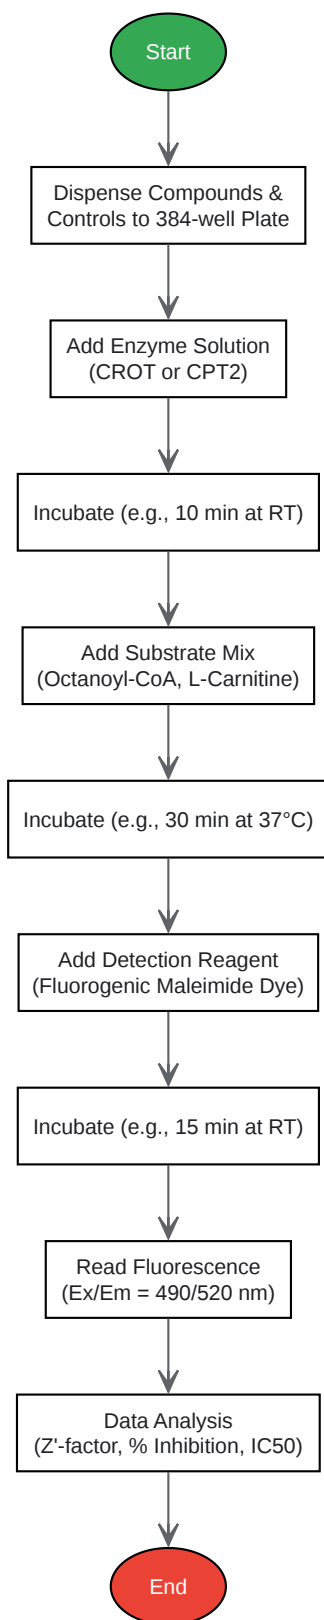 Start
Dispense Compounds &
Controls to 384-well Plate
Add Enzyme Solution
(CROT or CPT2)
Incubate (e.g., 10 min at RT)
Add Substrate Mix
(Octanoyl-CoA, L-Carnitine)
Incubate (e.g., 30 min at 37°C)
Add Detection Reagent
(Fluorogenic Maleimide Dye)
Incubate (e.g., 15 min at RT)
Read Fluorescence
(Ex/Em = 490/520 nm)
Data Analysis
(Z'-factor, % Inhibition, IC50)
End